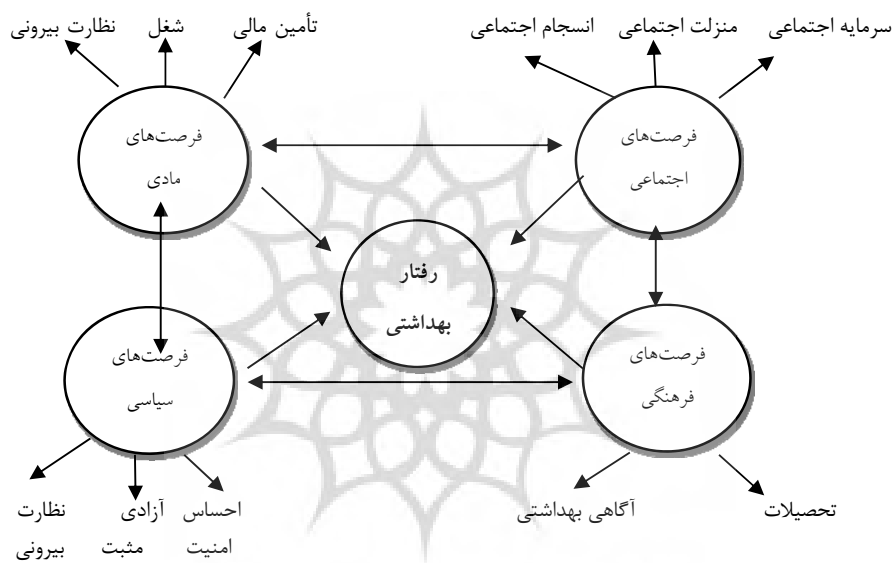 سرمایه اجتماعی منزلت اجتماعی انسجام اجتماعی تأمین مالی شغل نظارت بیرونی
فرصت‌های
اجتماعی
فرصت‌های
مادی
رفتار
بهداشتی
فرصت‌های
فرهنگی
فرصت‌های
سیاسی
تحصیلات آگاهی بهداشتی
احساس آزادی نظارت
امنیت مثبت بیرونی